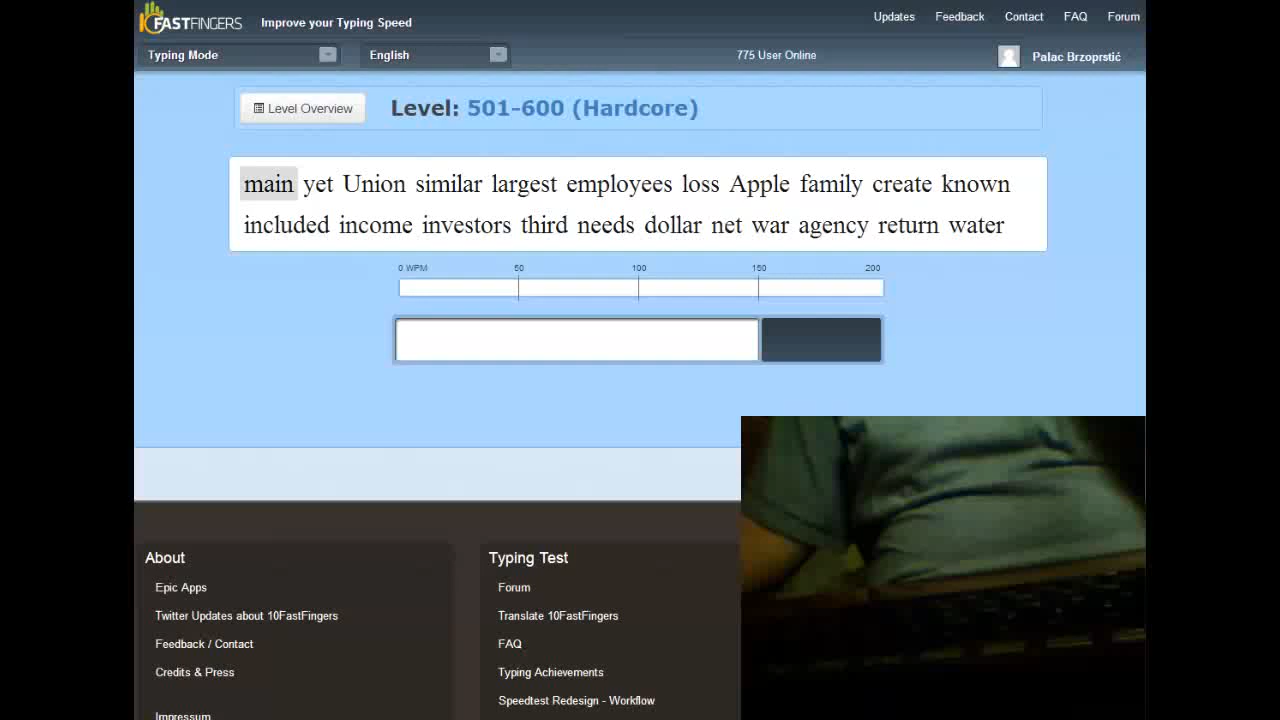 10FASTFINGERS Improve your Typing Speed
Updates Feedback Contact FAQ Forum
Typing Mode English 775 User Online Palac Brzoprstić
Level Overview Level: 501-600 (Hardcore)
main yet Union similar largest employees loss Apple family create known
included income investors third needs dollar net war agency return water
0 WPM 50 100 150 200
About
Epic Apps
Twitter Updates about 10FastFingers
Feedback / Contact
Credits & Press
Impressum
Typing Test
Forum
Translate 10FastFingers
FAQ
Typing Achievements
Speedtest Redesign - Workflow